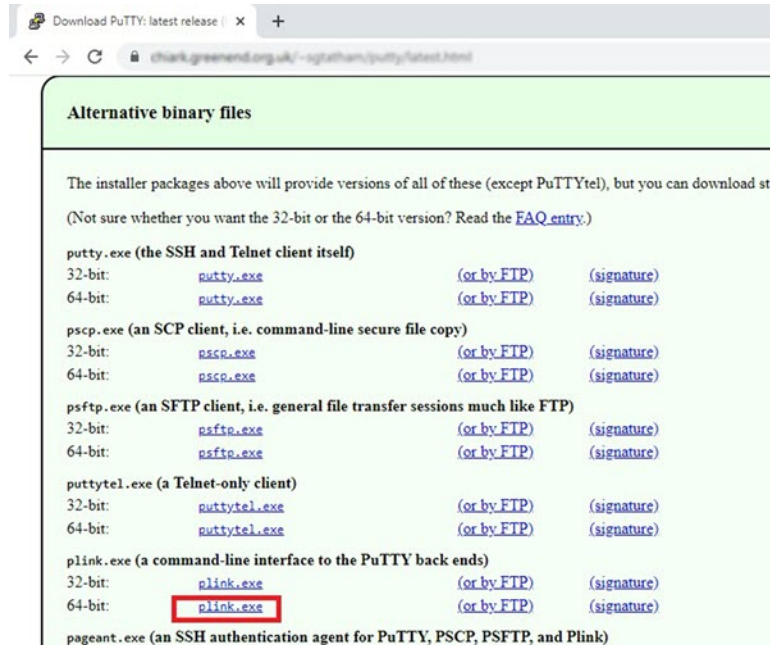 Download PuTTY: latest release (
chiark.greenend.org.uk/~sgtatham/putty/latest.html
Alternative binary files
The installer packages above will provide versions of all of these (except PuTTYtel), but you can download st
(Not sure whether you want the 32-bit or the 64-bit version? Read the FAQ entry.)
putty.exe (the SSH and Telnet client itself)
32-bit: putty.exe (or by FTP) (signature)
64-bit: putty.exe (or by FTP) (signature)
pscp.exe (an SCP client, i.e. command-line secure file copy)
32-bit: pscp.exe (or by FTP) (signature)
64-bit: pscp.exe (or by FTP) (signature)
psftp.exe (an SFTP client, i.e. general file transfer sessions much like FTP)
32-bit: psftp.exe (or by FTP) (signature)
64-bit: psftp.exe (or by FTP) (signature)
puttytel.exe (a Telnet-only client)
32-bit: puttytel.exe (or by FTP) (signature)
64-bit: puttytel.exe (or by FTP) (signature)
plink.exe (a command-line interface to the PuTTY back ends)
32-bit: plink.exe (or by FTP) (signature)
64-bit: plink.exe (or by FTP) (signature)
pageant.exe (an SSH authentication agent for PuTTY, PSCP, PSFTP, and Plink)